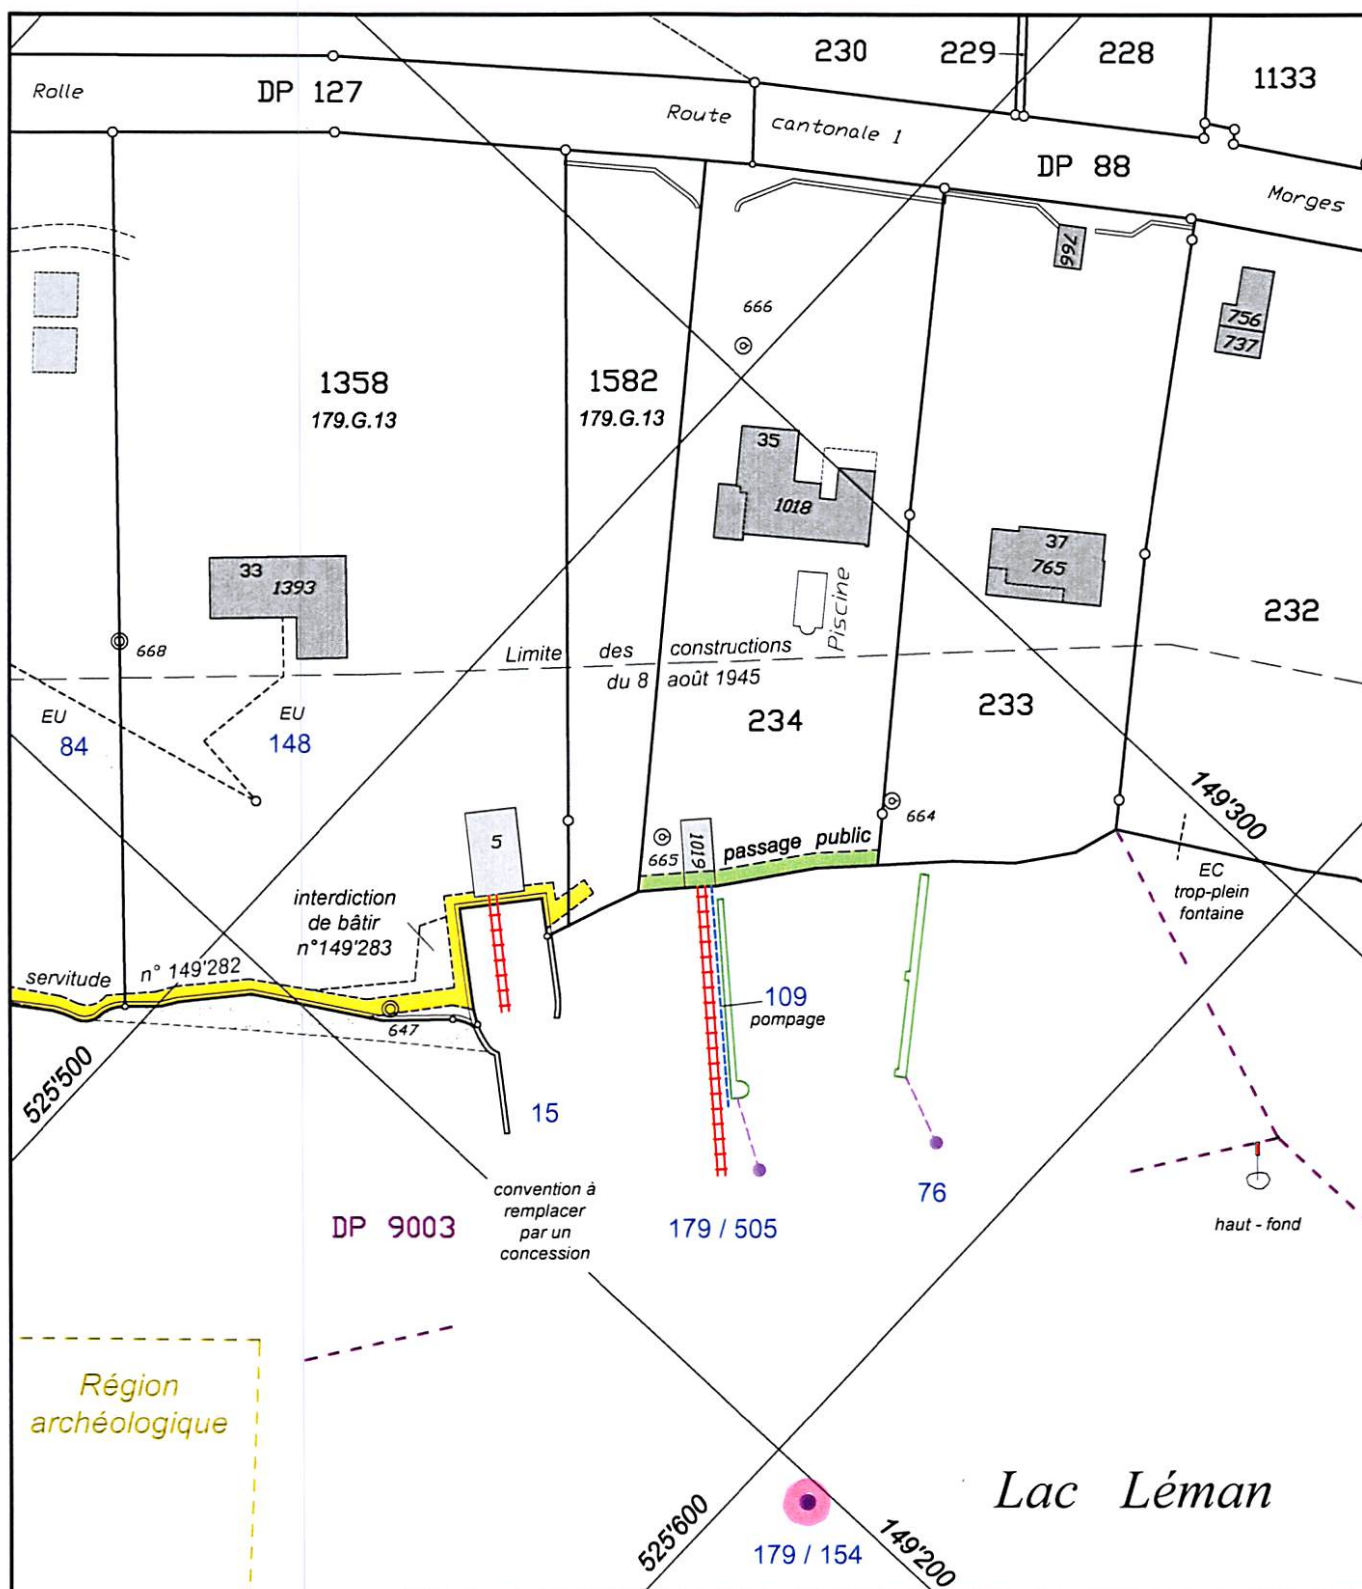 230
229
228
1133
Rolle
DP 127
Route
cantonale 1
DP 88
Morges
766
756
737
666
1358
179.G.13
1582
179.G.13
35
1018
37
765
33
1393
Piscine
232
668
Limite des constructions
du 8 août 1945
EU
84
EU
148
234
233
149'300
664
5
665
1019
passage public
EC
trop-plein
fontaine
interdiction
de bâtir
n°149'283
servitude n° 149'282
647
109
pompage
525'500
15
76
convention à
remplacer
par un
concession
DP 9003
179 / 505
haut - fond
Région
archéologique
Lac Léman
525'600
179 / 154
149'200